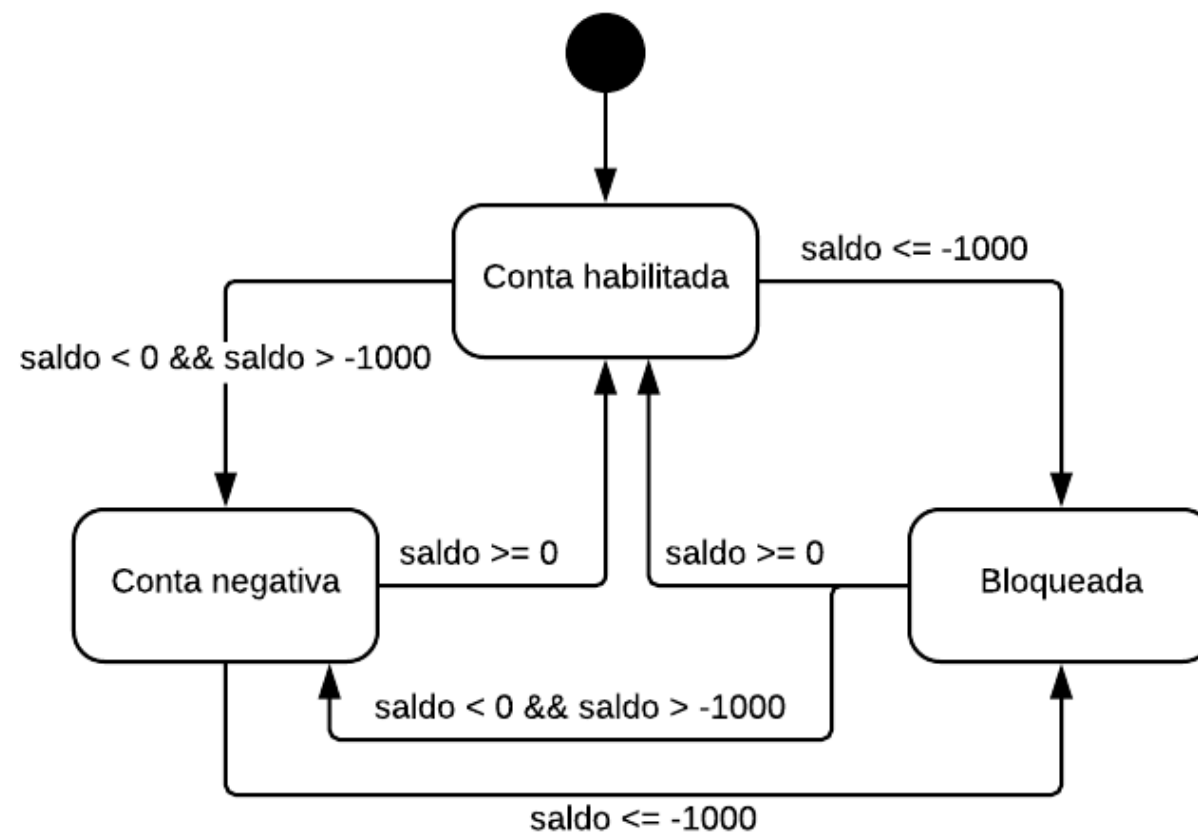 saldo <= -1000
Conta habilitada
saldo < 0 && saldo > -1000
saldo >= 0
saldo >= 0
Conta negativa
Bloqueada
saldo < 0 && saldo > -1000
saldo <= -1000